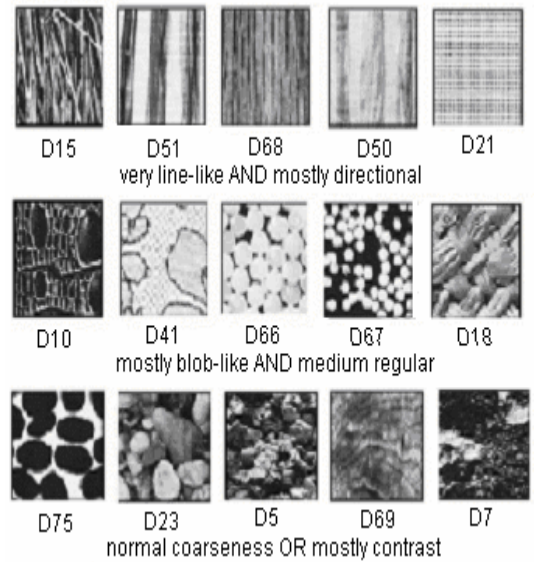 D15 D51 D68 D50 D21
very line-like AND mostly directional
D10 D41 D66 D67 D18
mostly blob-like AND medium regular
D75 D23 D5 D69 D7
normal coarseness OR mostly contrast